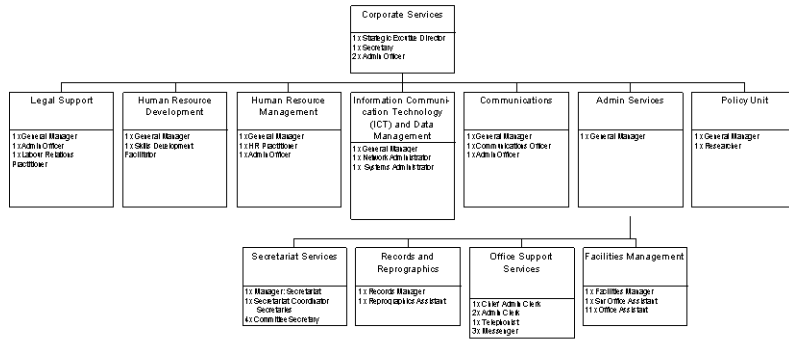 Corporate Services
1 x Strategic Excutive Director
1 x Secretary
2 x Admin Officer
Legal Support
1 x General Manager
1 x Admin Officer
1 x Labour Relations
Practitioner
Human Resource
Development
1 x General Manager
1 x Skills Development
Facilitator
Human Resource
Management
1 x General Manager
1 x HR Practitioner
1 x Admin Officer
Information Communi-
cation Technology
(ICT) and Data
Management
1 x General Manager
1 x Network Administrator
1 x Systems Administrator
Communications
1 x General Manager
1 x Communications Officer
1 x Admin Officer
Admin Services
1 x General Manager
Policy Unit
1 x General Manager
1 x Researcher
Secretariat Services
1 x Manager: Secretariat
1 x Secretariat Coordinator
Secretaries
4 x Committee Secretary
Records and
Reprographics
1 x Records Manager
1 x Reprographics Assistant
Office Support
Services
1 x Chief Admin Clerk
2 x Admin Clerk
1 x Telephonist
3 x Messenger
Facilities Management
1 x Facilities Manager
1 x Snr Office Assistant
11 x Office Assistant